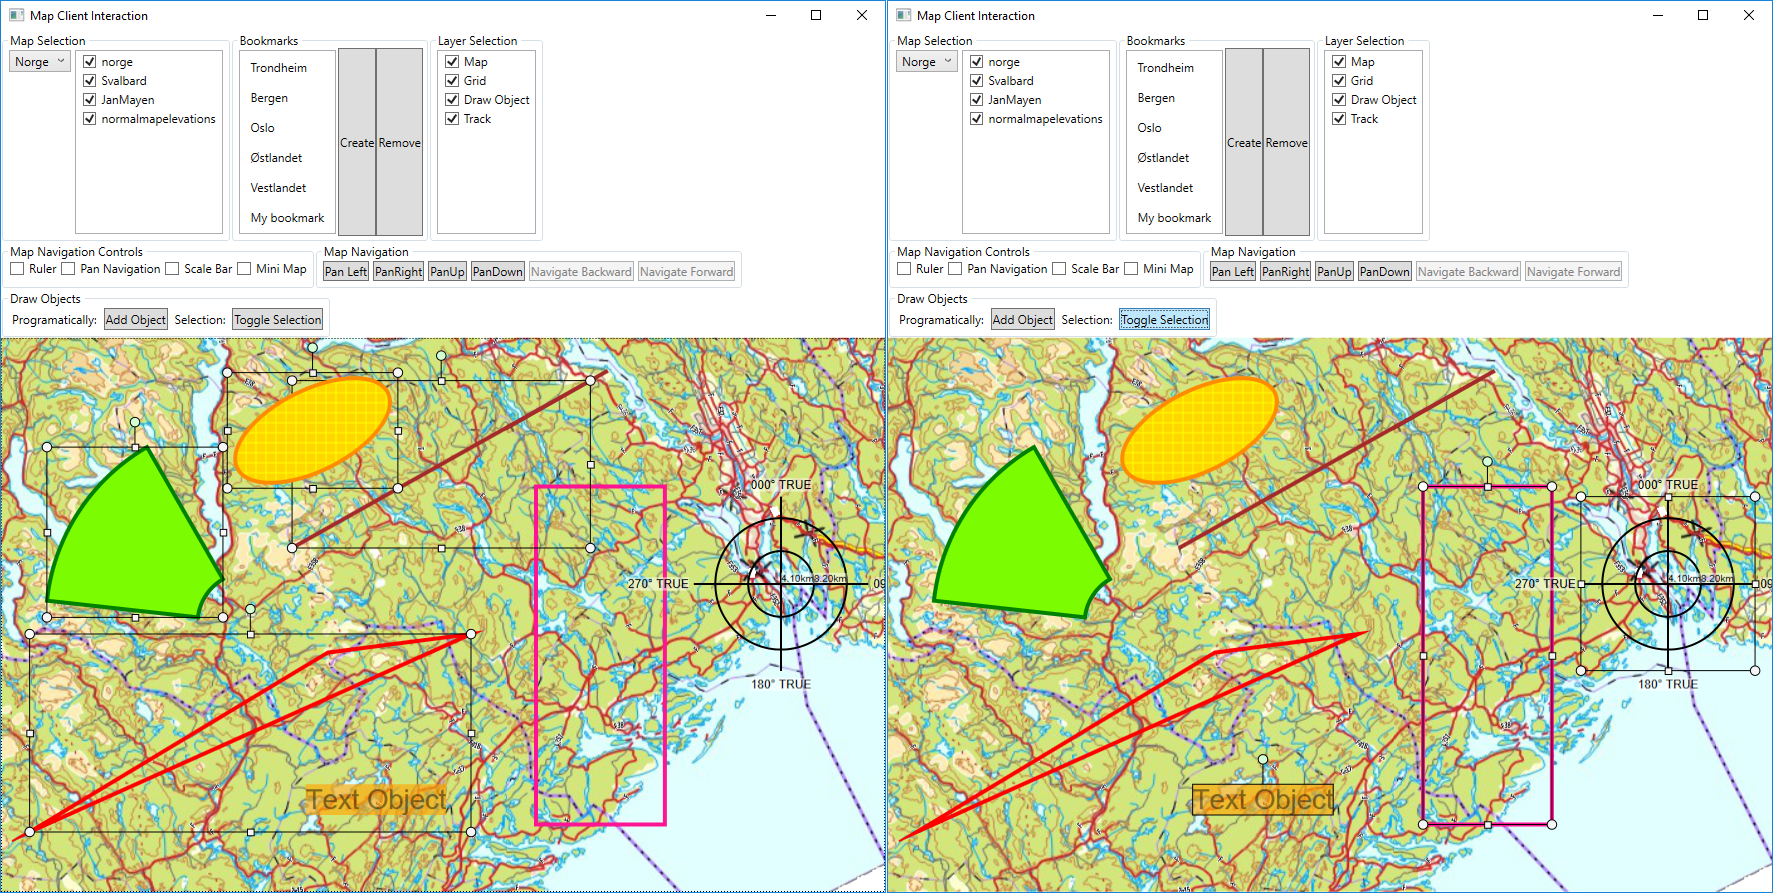 Map Client Interaction
Map Selection
Norge
norge
Svalbard
JanMayen
normalmapelevations
Bookmarks
Trondheim
Bergen
Oslo
Østlandet
Vestlandet
My bookmark
Create
Remove
Layer Selection
Map
Grid
Draw Object
Track
Map Navigation Controls
Ruler Pan Navigation Scale Bar Mini Map
Map Navigation
Pan Left PanRight PanUp PanDown Navigate Backward Navigate Forward
Draw Objects
Programatically: Add Object Selection: Toggle Selection
000° TRUE
270° TRUE
4.10km8.20km
09
180° TRUE
Text Object
Map Client Interaction
Map Selection
Norge
norge
Svalbard
JanMayen
normalmapelevations
Bookmarks
Trondheim
Bergen
Oslo
Østlandet
Vestlandet
My bookmark
Create
Remove
Layer Selection
Map
Grid
Draw Object
Track
Map Navigation Controls
Ruler Pan Navigation Scale Bar Mini Map
Map Navigation
Pan Left PanRight PanUp PanDown Navigate Backward Navigate Forward
Draw Objects
Programatically: Add Object Selection: Toggle Selection
000° TRUE
270° TRUE
4.10km8.20km
09
180° TRUE
Text Object